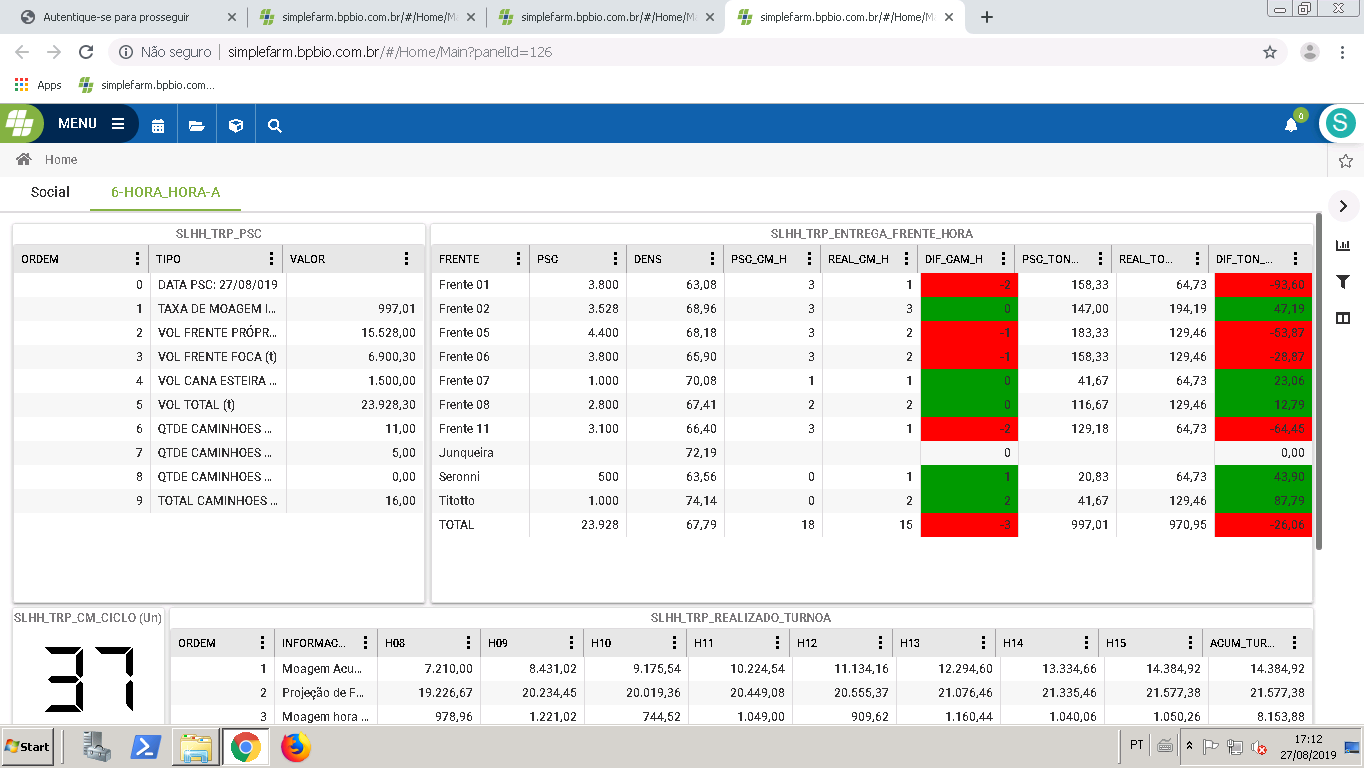 Autentique-se para prosseguir
simplefarm.bpbio.com.br/#/Home/M
simplefarm.bpbio.com.br/#/Home/M
simplefarm.bpbio.com.br/#/Home/M
Não seguro | simplefarm.bpbio.com.br/#/Home/Main?panelId=126
Apps simplefarm.bpbio.com...
MENU 0 S
Home
Social 6-HORA_HORA-A
SLHH_TRP_PSC
ORDEM TIPO VALOR
0 DATA PSC: 27/08/019
1 TAXA DE MOAGEM I... 997,01
2 VOL FRENTE PRÓPR... 15.528,00
3 VOL FRENTE FOCA (t) 6.900,30
4 VOL CANA ESTEIRA ... 1.500,00
5 VOL TOTAL (t) 23.928,30
6 QTDE CAMINHOES ... 11,00
7 QTDE CAMINHOES ... 5,00
8 QTDE CAMINHOES ... 0,00
9 TOTAL CAMINHOES ... 16,00
SLHH_TRP_ENTREGA_FRENTE_HORA
FRENTE PSC DENS PSC_CM_H REAL_CM_H DIF_CAM_H PSC_TON... REAL_TO... DIF_TON_...
Frente 01 3.800 63,08 3 1 -2 158,33 64,73 -93,60
Frente 02 3.528 68,96 3 3 0 147,00 194,19 47,19
Frente 05 4.400 68,18 3 2 -1 183,33 129,46 -53,87
Frente 06 3.800 65,90 3 2 -1 158,33 129,46 -28,87
Frente 07 1.000 70,08 1 1 0 41,67 64,73 23,06
Frente 08 2.800 67,41 2 2 0 116,67 129,46 12,79
Frente 11 3.100 66,40 3 1 -2 129,18 64,73 -64,45
Junqueira 72,19 0 0,00
Seronni 500 63,56 0 1 1 20,83 64,73 43,90
Titotto 1.000 74,14 0 2 2 41,67 129,46 87,79
TOTAL 23.928 67,79 18 15 -3 997,01 970,95 -26,06
SLHH_TRP_CM_CICLO (Un)
37
SLHH_TRP_REALIZADO_TURNOA
ORDEM INFORMAC... H08 H09 H10 H11 H12 H13 H14 H15 ACUM_TUR...
1 Moagem Acu... 7.210,00 8.431,02 9.175,54 10.224,54 11.134,16 12.294,60 13.334,66 14.384,92 14.384,92
2 Projeção de F... 19.226,67 20.234,45 20.019,36 20.449,08 20.555,37 21.076,46 21.335,46 21.577,38 21.577,38
3 Moagem hora ... 978,96 1.221,02 744,52 1.049,00 909,62 1.160,44 1.040,06 1.050,26 8.153,88
Start PT 17:12
27/08/2019